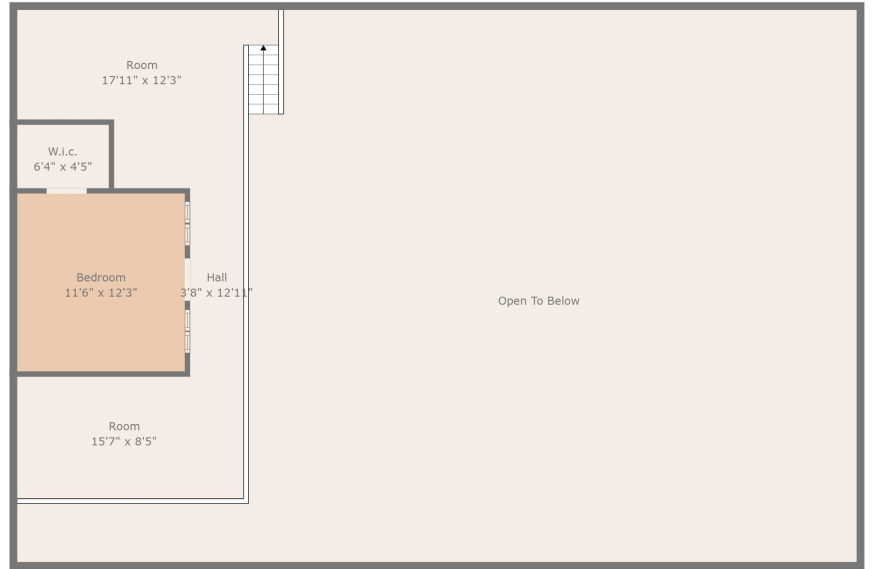 Room
17'11" x 12'3"
W.i.c.
6'4" x 4'5"
Bedroom
11'6" x 12'3"
Hall
3'8" x 12'11"
Open To Below
Room
15'7" x 8'5"